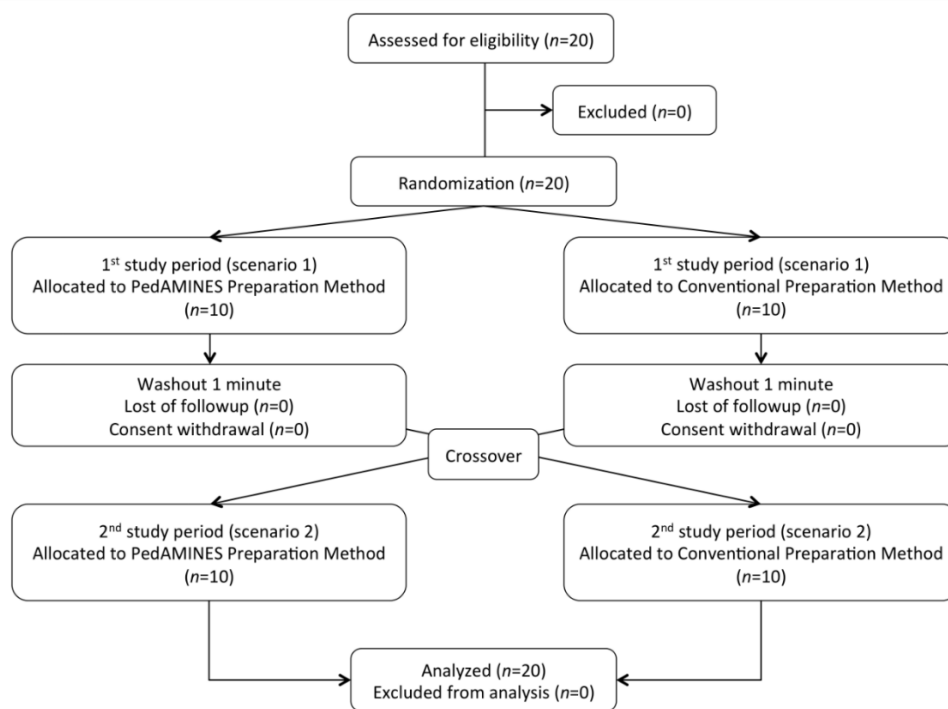 Assessed for eligibility (n=20)
Excluded (n=0)
Randomization (n=20)
1st study period (scenario 1)
Allocated to PedAMINES Preparation Method
(n=10)
1st study period (scenario 1)
Allocated to Conventional Preparation Method
(n=10)
Washout 1 minute
Lost of followup (n=0)
Consent withdrawal (n=0)
Washout 1 minute
Lost of followup (n=0)
Consent withdrawal (n=0)
Crossover
2nd study period (scenario 2)
Allocated to PedAMINES Preparation Method
(n=10)
2nd study period (scenario 2)
Allocated to Conventional Preparation Method
(n=10)
Analyzed (n=20)
Excluded from analysis (n=0)